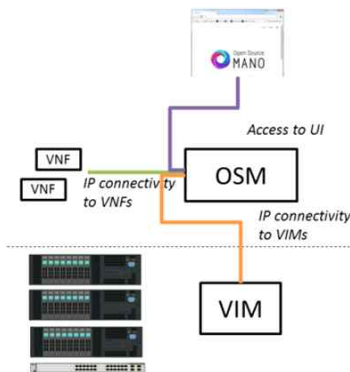 Open Source
MANO
Access to UI
VNF
VNF
IP connectivity
to VNFs
OSM
IP connectivity
to VIMs
VIM